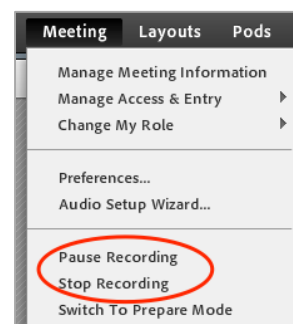 Meeting Layouts Pods
Manage Meeting Information
Manage Access & Entry
Change My Role
Preferences...
Audio Setup Wizard...
Pause Recording
Stop Recording
Switch To Prepare Mode